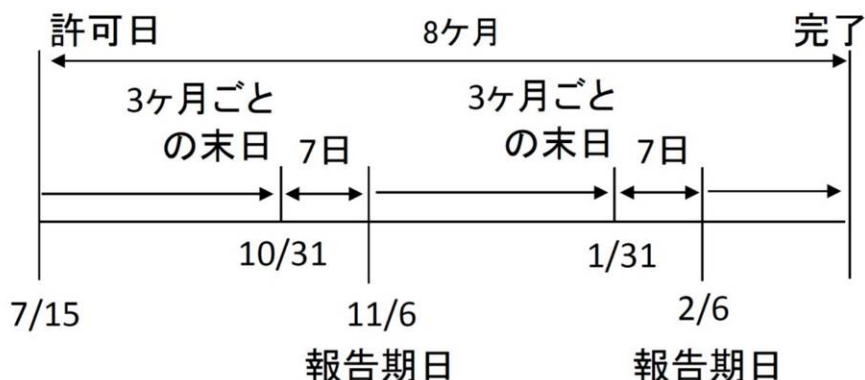 許可日
8ケ月
完了
3ヶ月ごと
の末日
7日
3ヶ月ごと
の末日
7日
10/31
1/31
7/15
11/6
2/6
報告期日
報告期日